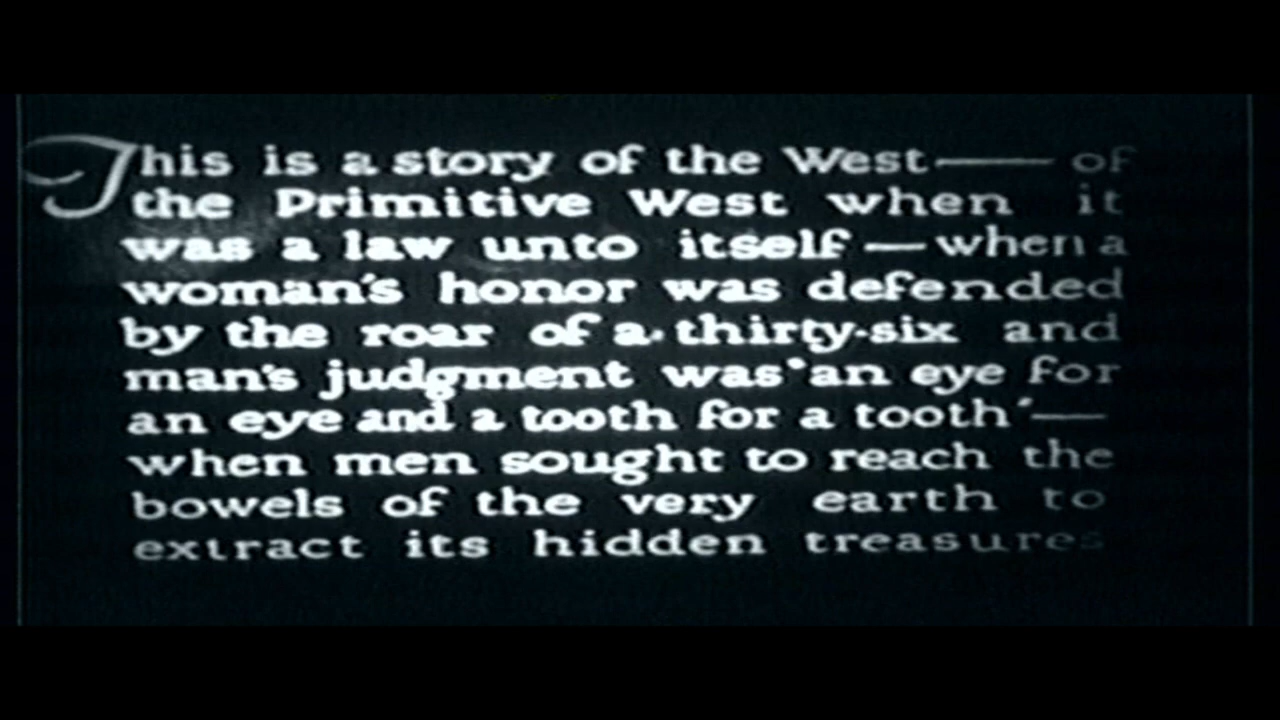 This is a story of the West — of
the Primitive West when it
was a law unto itself — when a
woman's honor was defended
by the roar of a thirty-six and
man's judgment was "an eye for
an eye and a tooth for a tooth" —
when men sought to reach the
bowels of the very earth to
extract its hidden treasures